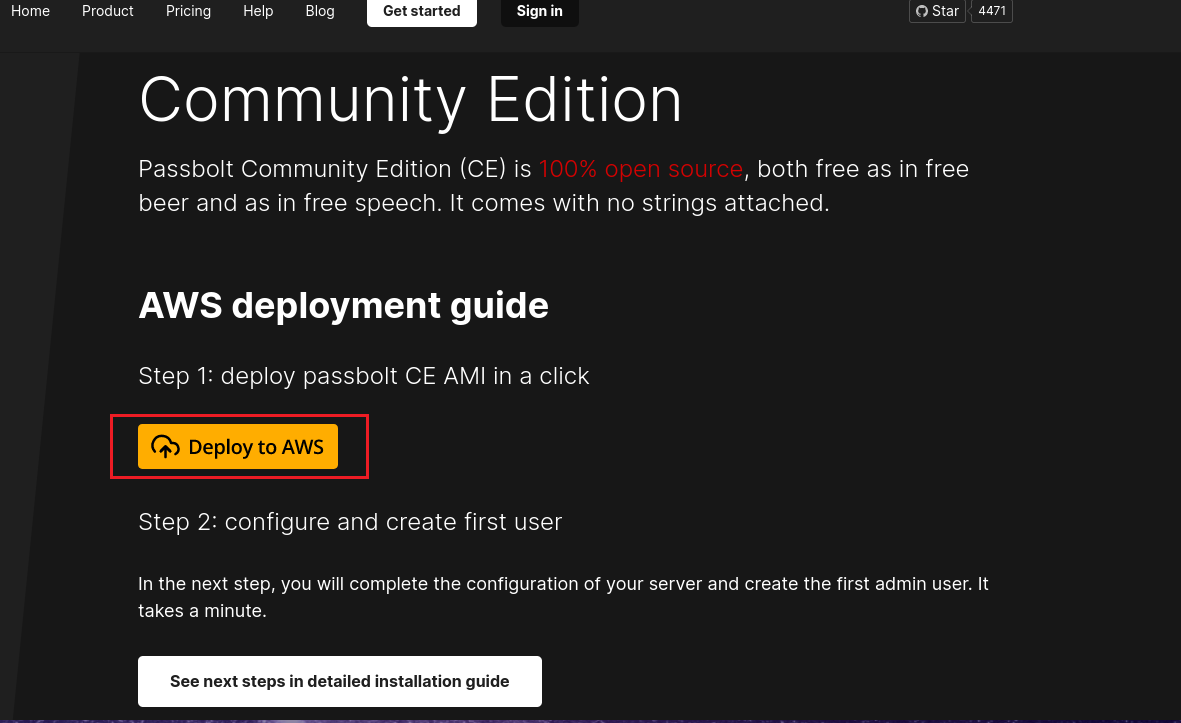 Home Product Pricing Help Blog Get started Sign in Star 4471
Community Edition
Passbolt Community Edition (CE) is 100% open source, both free as in free
beer and as in free speech. It comes with no strings attached.
AWS deployment guide
Step 1: deploy passbolt CE AMI in a click
Deploy to AWS
Step 2: configure and create first user
In the next step, you will complete the configuration of your server and create the first admin user. It
takes a minute.
See next steps in detailed installation guide